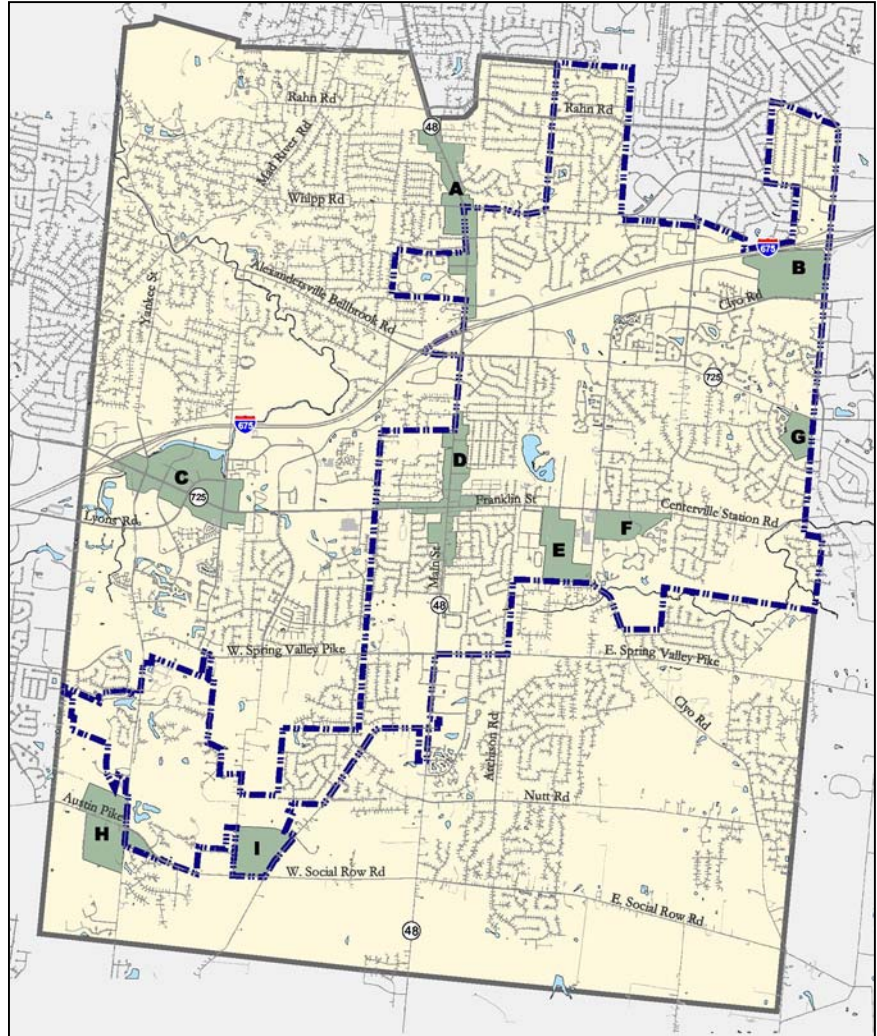 Rahn Rd
Rahn Rd
48
Mad River Rd
A
Whipp Rd
675
B
Alexandersville Bellbrook Rd
Yankee St
Clyo Rd
725
675
G
D
C
725
Franklin St
Centerville Station Rd
Lyons Rd.
F
E
Main St
48
W. Spring Valley Pike
E. Spring Valley Pike
Clyo Rd
Atchison Rd
Nutt Rd
Austin Pike
H
I
W. Social Row Rd
E. Social Row Rd
48